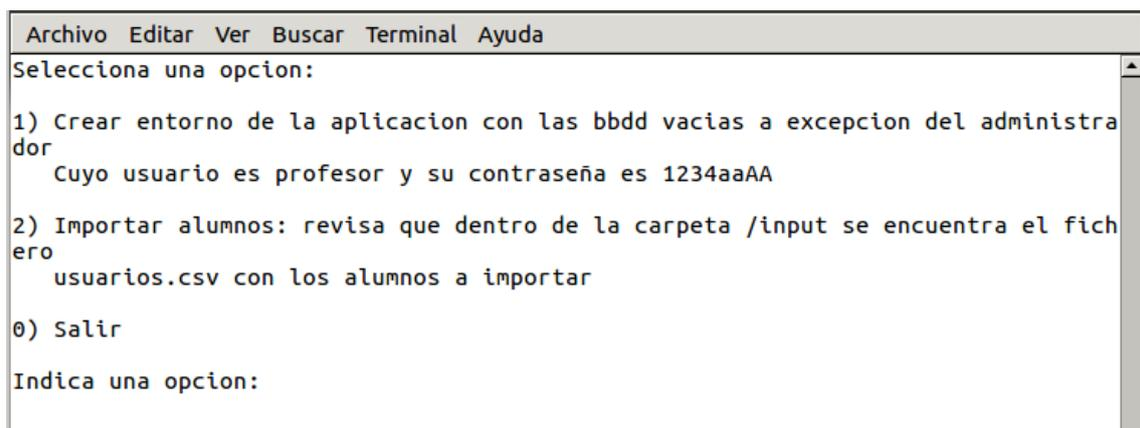 Archivo Editar Ver Buscar Terminal Ayuda
Selecciona una opcion:
1) Crear entorno de la aplicacion con las bbdd vacias a excepcion del administra
dor
Cuyo usuario es profesor y su contraseña es 1234aaAA
2) Importar alumnos: revisa que dentro de la carpeta /input se encuentra el fich
ero
usuarios.csv con los alumnos a importar
0) Salir
Indica una opcion: